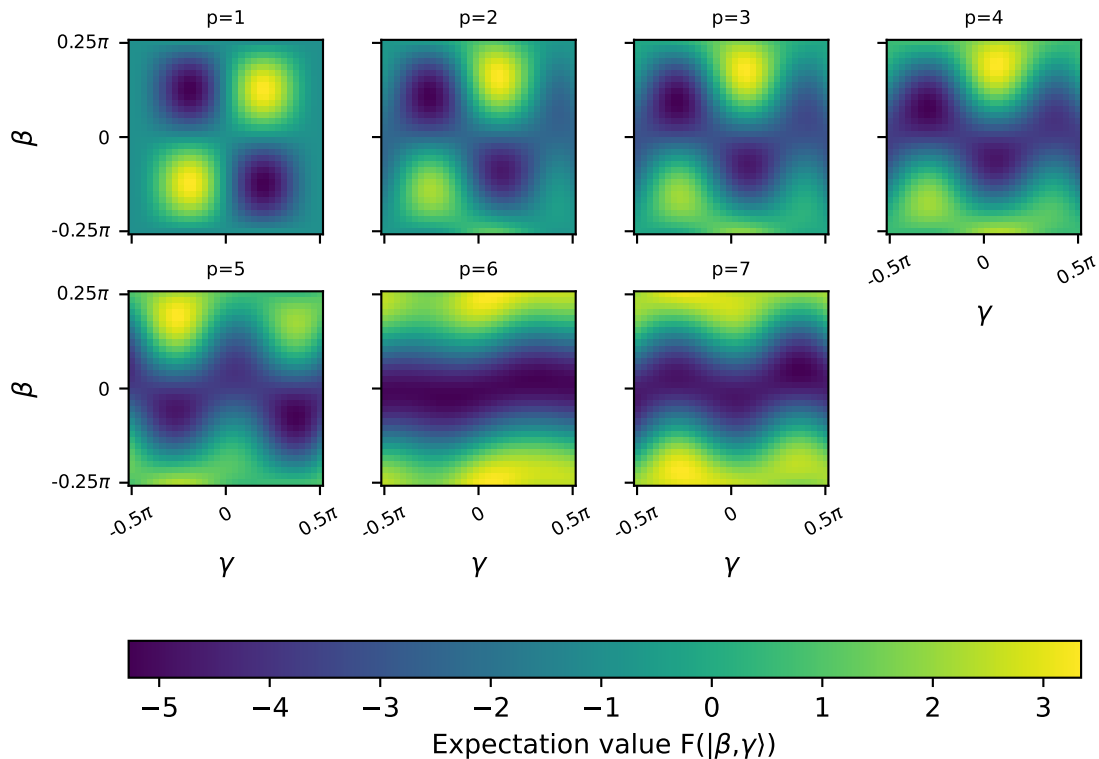 p=1 p=2 p=3 p=4
0.25π
β
0
-0.25π
-0.5π 0 0.5π
γ
p=5 p=6 p=7
0.25π
β
0
-0.25π
-0.5π 0 0.5π -0.5π 0 0.5π -0.5π 0 0.5π
γ γ γ
−5 −4 −3 −2 −1 0 1 2 3
Expectation value F(|β,γ⟩)